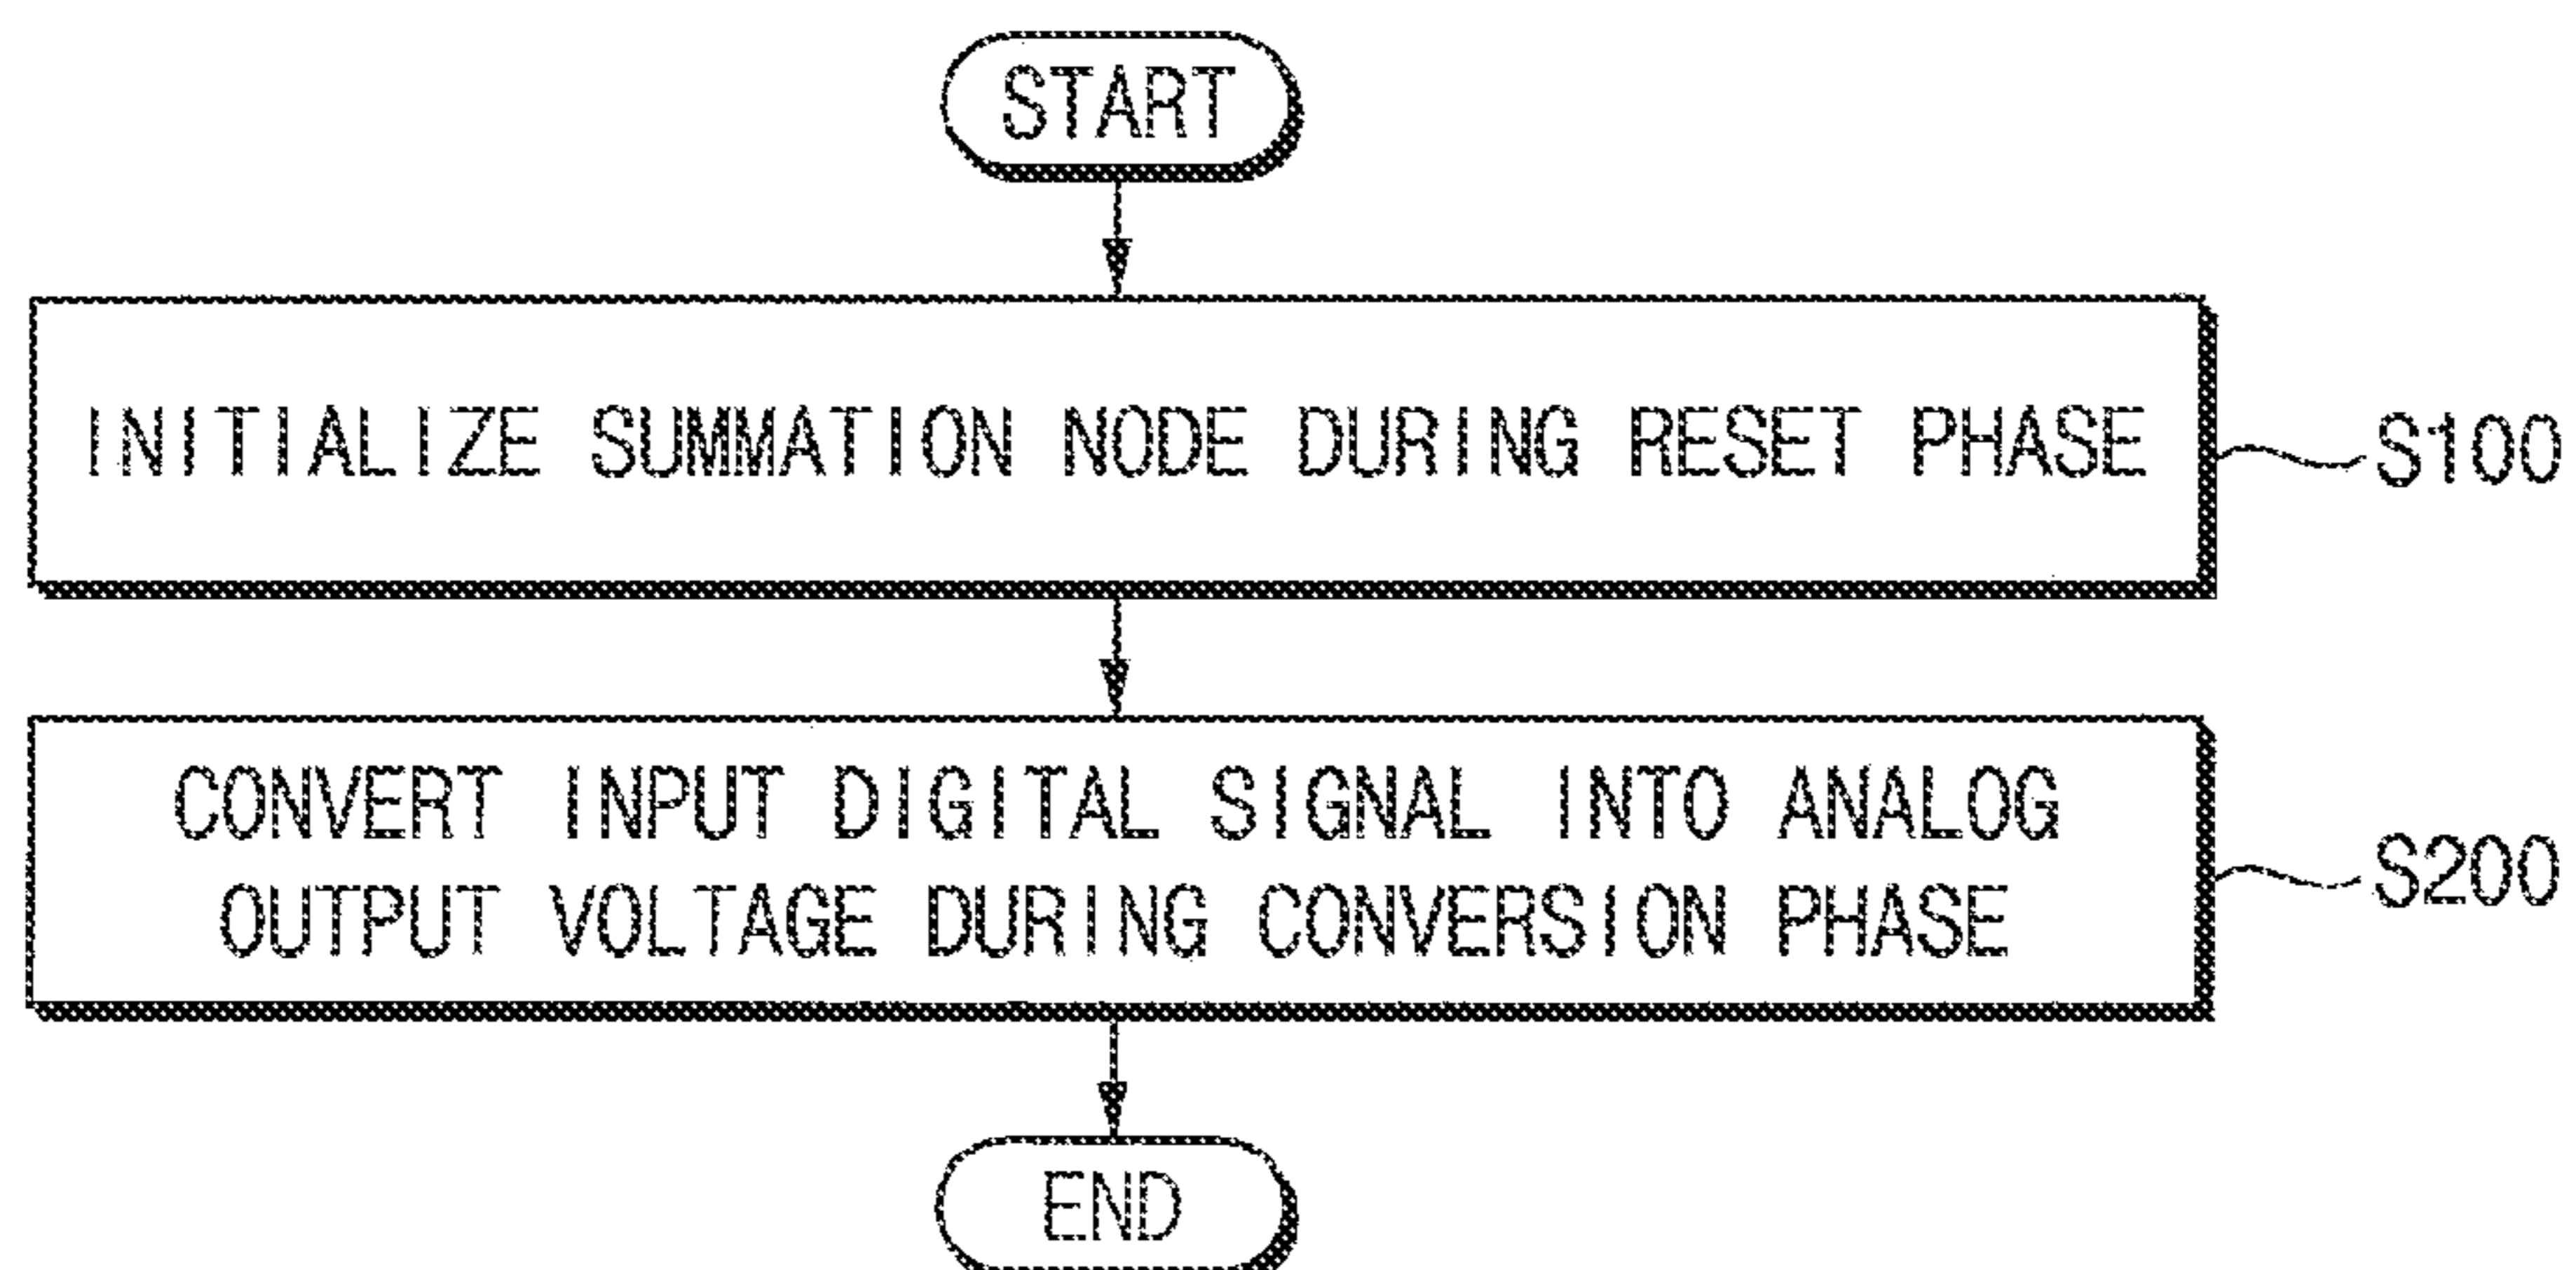 START
INITIALIZE SUMMATION NODE DURING RESET PHASE
S100
CONVERT INPUT DIGITAL SIGNAL INTO ANALOG
OUTPUT VOLTAGE DURING CONVERSION PHASE
S200
END